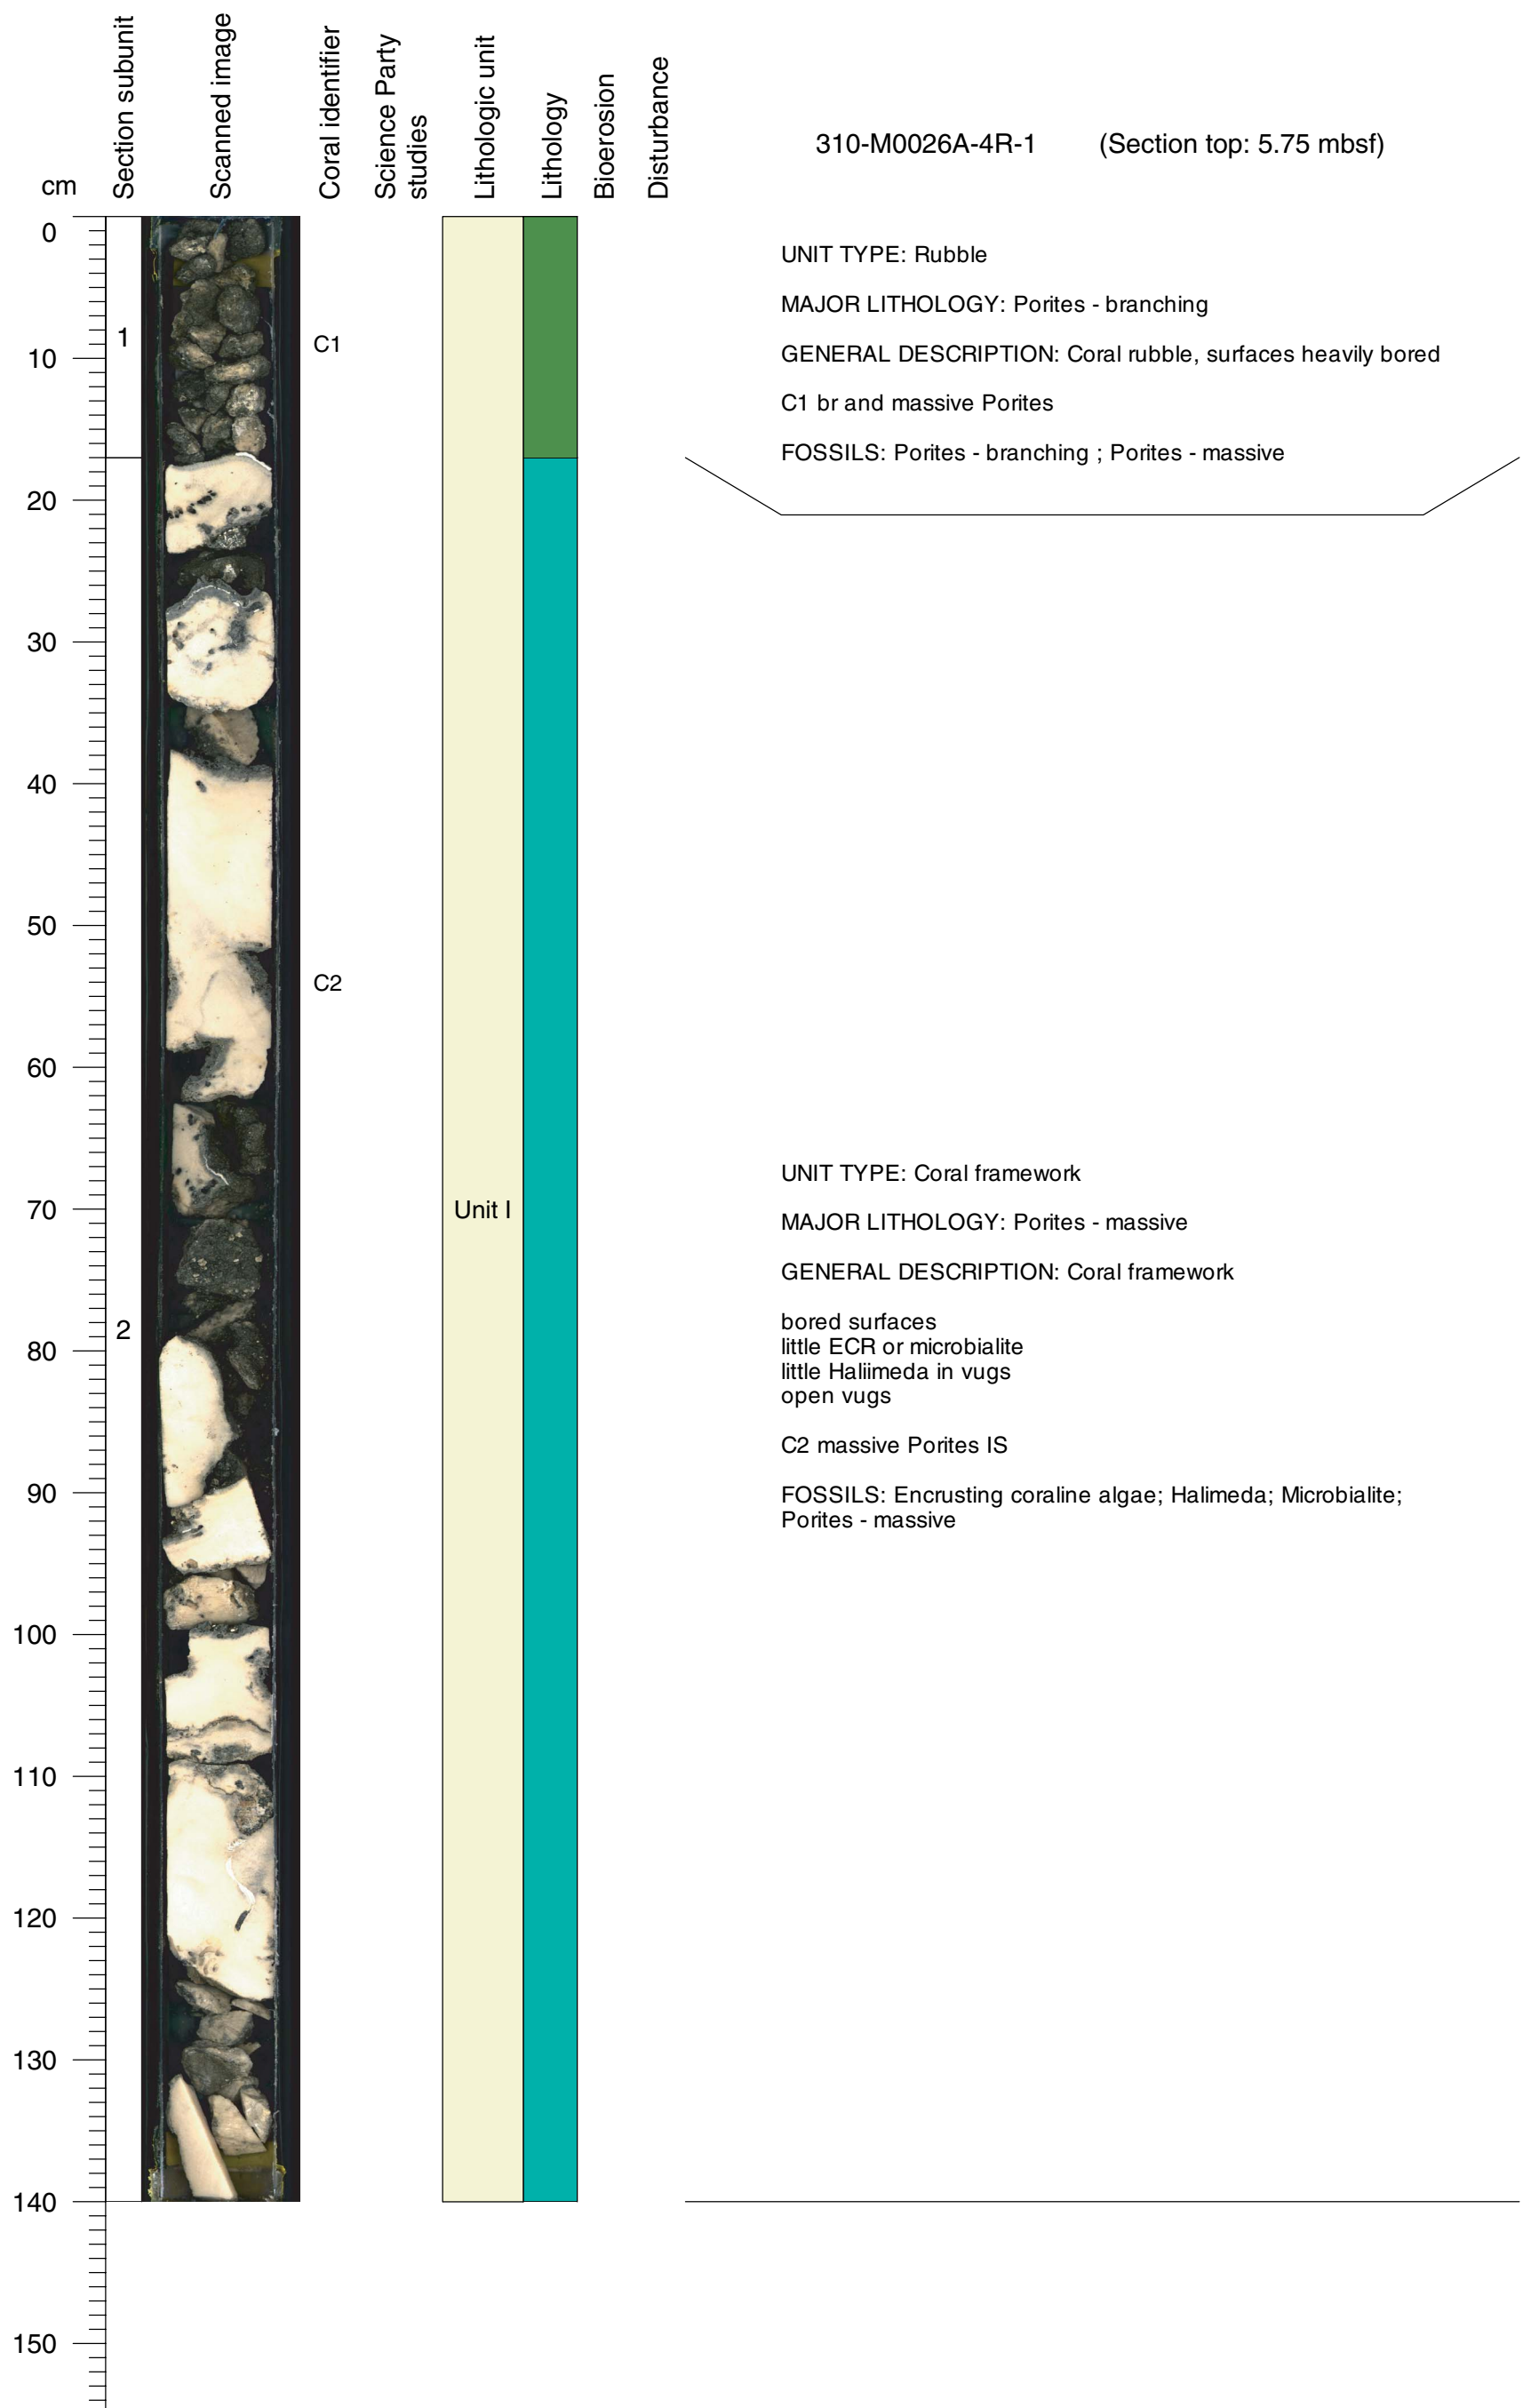 cm
Section subunit
Scanned image
Coral identifier
Science Party
studies
Lithologic unit
Lithology
Bioerosion
Disturbance
310-M0026A-4R-1 (Section top: 5.75 mbsf)
0
10
20
30
40
50
60
70
80
90
100
110
120
130
140
150
1
2
C1
C2
Unit I
UNIT TYPE: Rubble
MAJOR LITHOLOGY: Porites - branching
GENERAL DESCRIPTION: Coral rubble, surfaces heavily bored
C1 br and massive Porites
FOSSILS: Porites - branching ; Porites - massive
UNIT TYPE: Coral framework
MAJOR LITHOLOGY: Porites - massive
GENERAL DESCRIPTION: Coral framework
bored surfaces
little ECR or microbialite
little Haliimeda in vugs
open vugs
C2 massive Porites IS
FOSSILS: Encrusting coraline algae; Halimeda; Microbialite;
Porites - massive